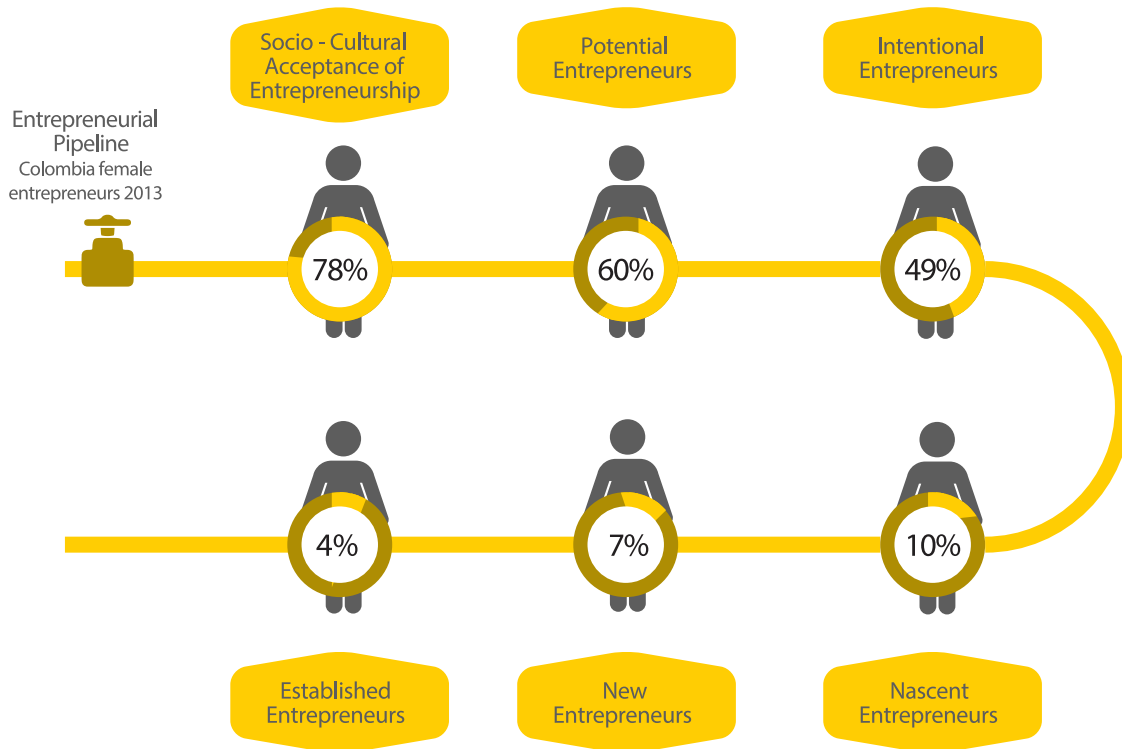 Entrepreneurial
Pipeline
Colombia female
entrepreneurs 2013
Socio - Cultural
Acceptance of
Entrepreneurship
78%
Potential
Entrepreneurs
60%
Intentional
Entrepreneurs
49%
10%
Nascent
Entrepreneurs
7%
New
Entrepreneurs
4%
Established
Entrepreneurs